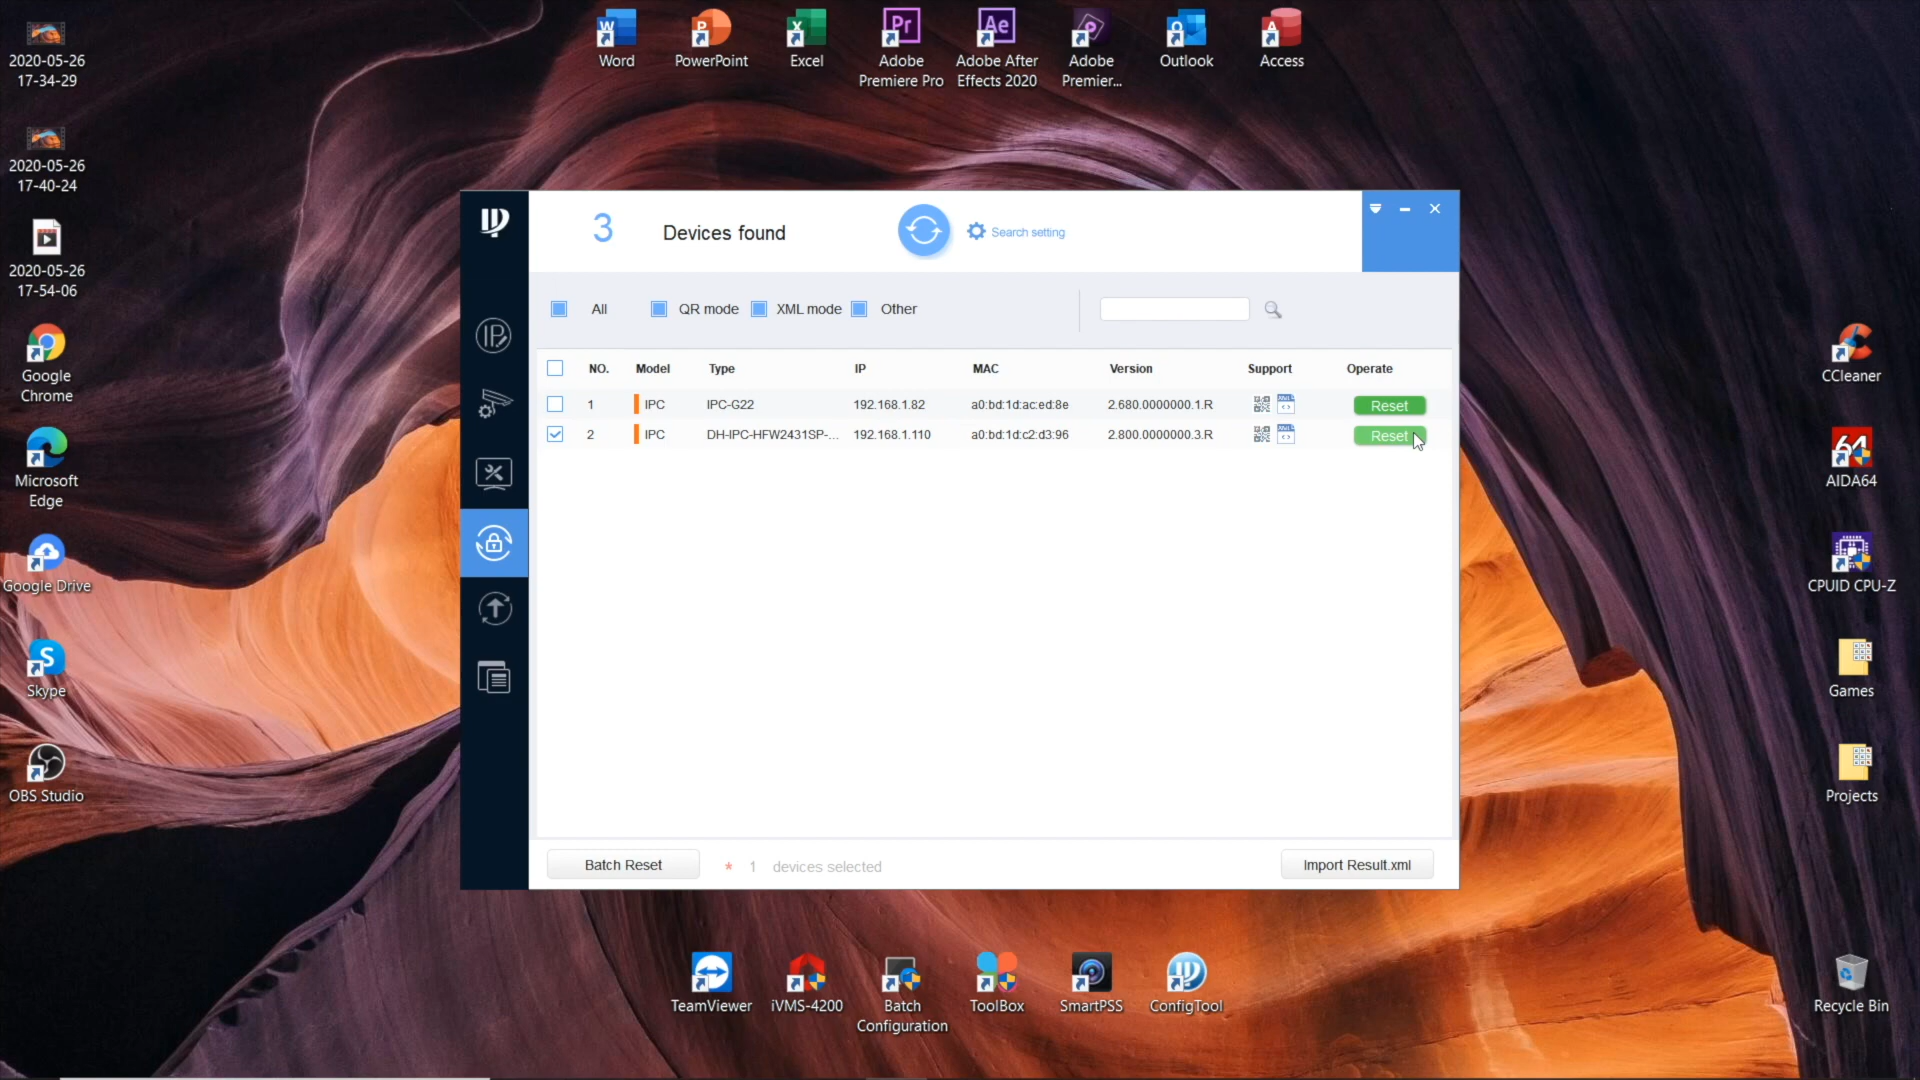 2020-05-26
17-34-29
2020-05-26
17-40-24
2020-05-26
17-54-06
Google
Chrome
Microsoft
Edge
Google Drive
Skype
OBS Studio
Word
PowerPoint
Excel
Adobe
Premiere Pro
Adobe After
Effects 2020
Adobe
Premier...
Outlook
Access
3
Devices found
Search setting
All
QR mode
XML mode
Other
NO. Model Type IP MAC Version Support Operate
1 IPC IPC-G22 192.168.1.82 a0:bd:1d:ac:ed:8e 2.680.0000000.1.R Reset
2 IPC DH-IPC-HFW2431SP-... 192.168.1.110 a0:bd:1d:c2:d3:96 2.800.0000000.3.R Reset
Batch Reset
* 1 devices selected
Import Result.xml
CCleaner
64
AIDA64
CPUID CPU-Z
Games
Projects
Recycle Bin
TeamViewer
iVMS-4200
Batch
Configuration
ToolBox
SmartPSS
ConfigTool